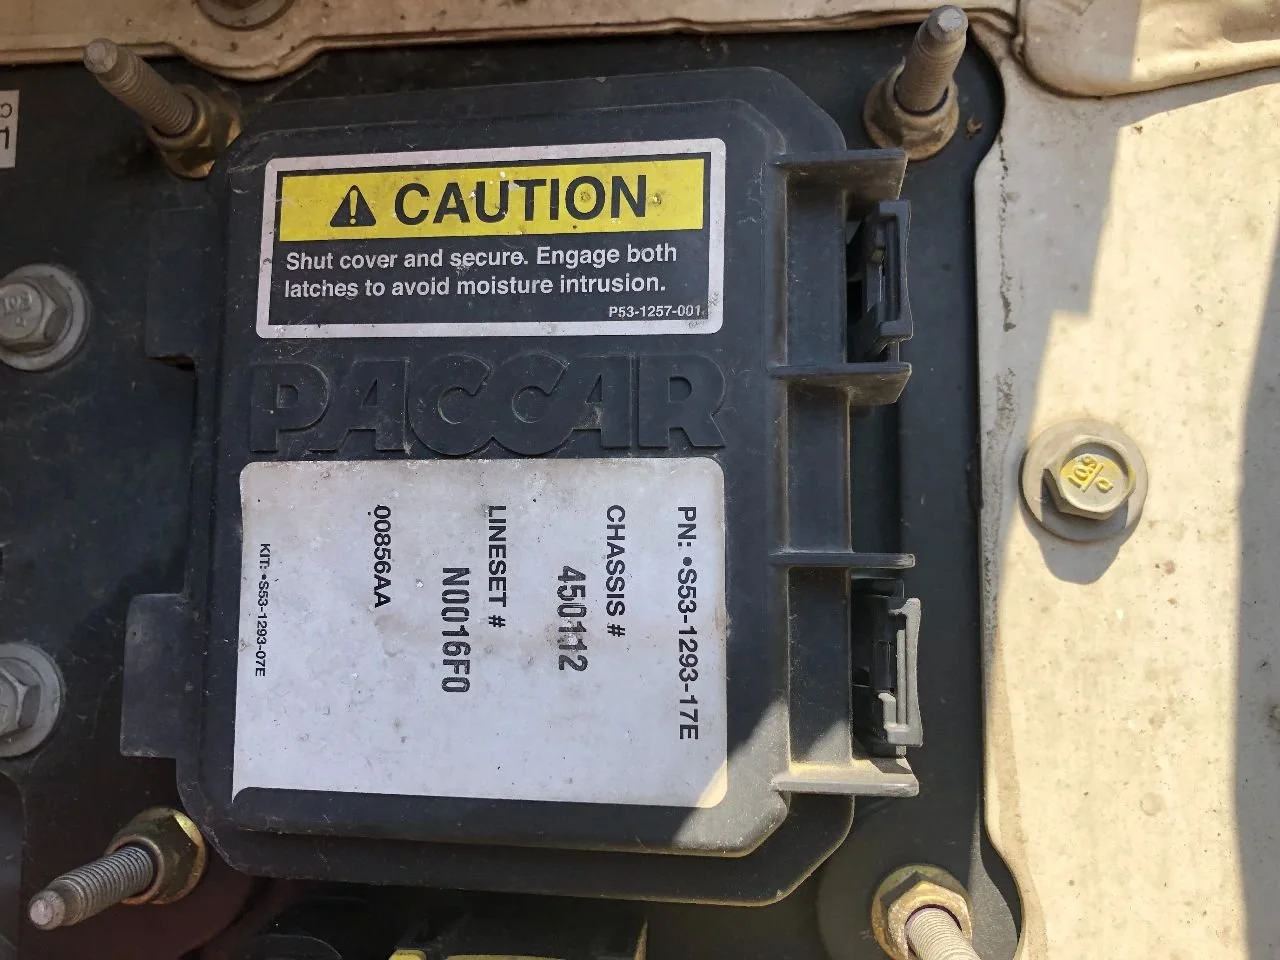 CAUTION
Shut cover and secure. Engage both
latches to avoid moisture intrusion.
P53-1257-001
PACCAR
PN: •S53-1293-17E
CHASSIS #
450112
LINESET #
N0016F0
00856AA
KIT: •S53-1293-07E